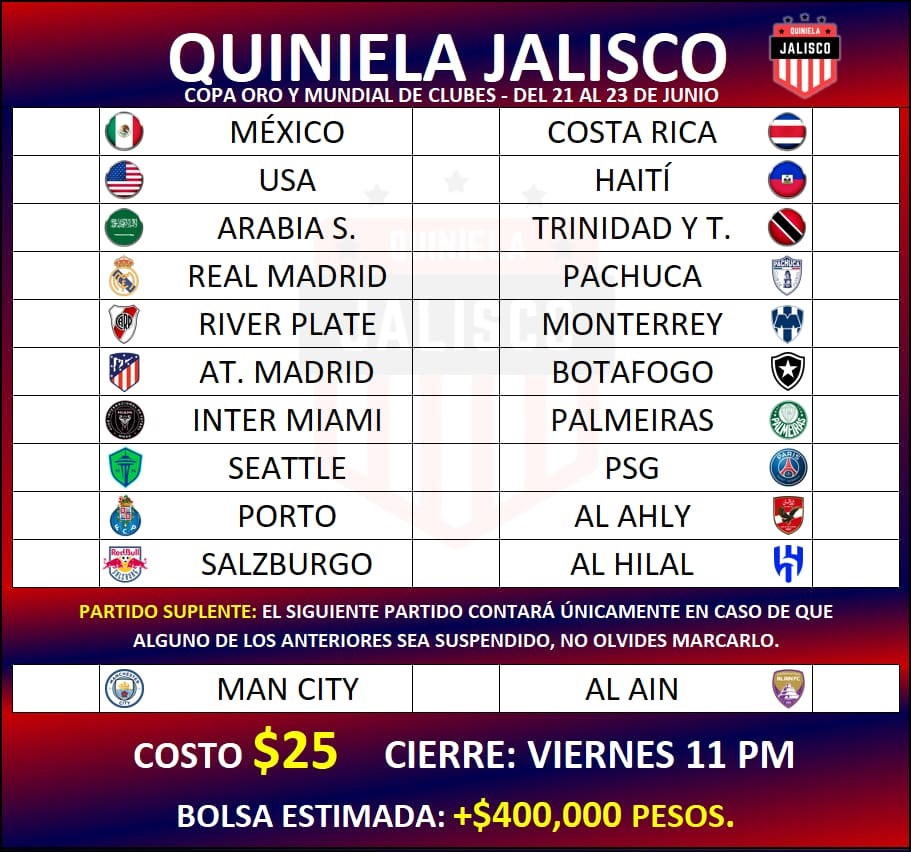 QUINIELA JALISCO
QUINIELA
JALISCO
COPA ORO Y MUNDIAL DE CLUBES - DEL 21 AL 23 DE JUNIO
MÉXICO COSTA RICA
USA HAITÍ
ARABIA S. TRINIDAD Y T.
REAL MADRID PACHUCA
RIVER PLATE MONTERREY
AT. MADRID BOTAFOGO
INTER MIAMI PALMEIRAS
SEATTLE PSG
PORTO AL AHLY
SALZBURGO AL HILAL
QUINIELA
JALISCO
PARTIDO SUPLENTE: EL SIGUIENTE PARTIDO CONTARÁ ÚNICAMENTE EN CASO DE QUE
ALGUNO DE LOS ANTERIORES SEA SUSPENDIDO, NO OLVIDES MARCARLO.
MAN CITY AL AIN
COSTO $25 CIERRE: VIERNES 11 PM
BOLSA ESTIMADA: +$400,000 PESOS.